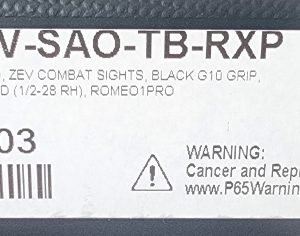 V-SAO-TB-RXP
, ZEV COMBAT SIGHTS, BLACK G10 GRIP,
D (1/2-28 RH), ROMEO1PRO
03
WARNING:
Cancer and Repr
www.P65Warnin